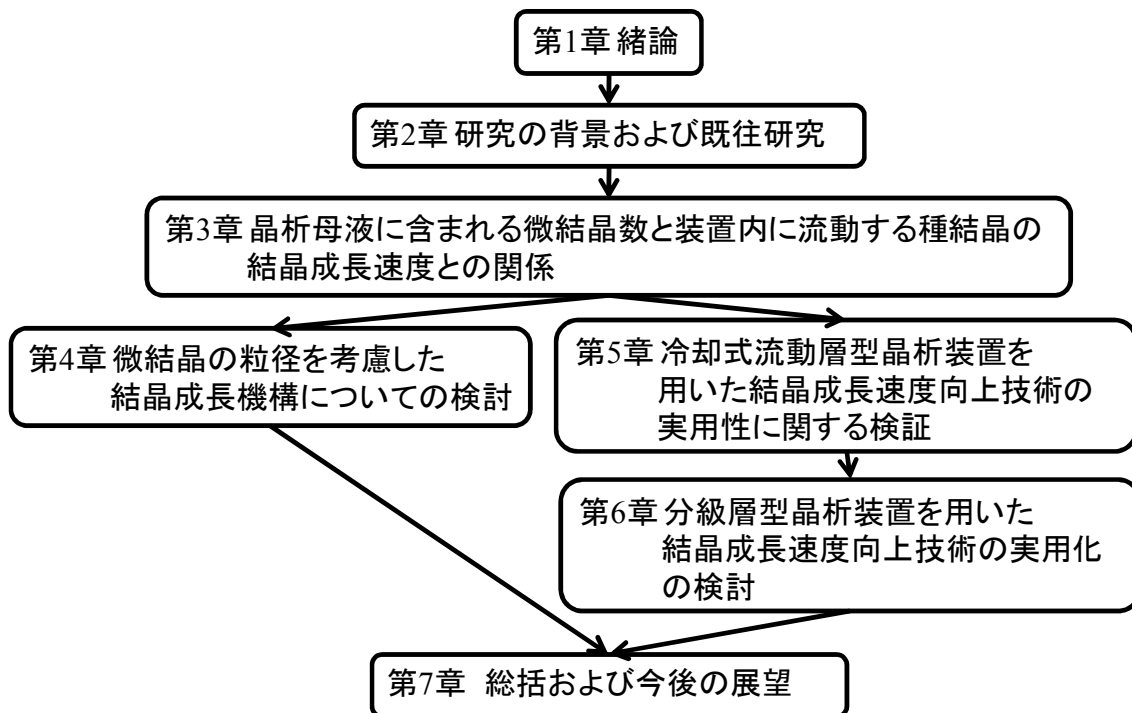 第1章 緒論
第2章 研究の背景および既往研究
第3章 晶析母液に含まれる微結晶数と装置内に流動する種結晶の
結晶成長速度との関係
第4章 微結晶の粒径を考慮した
結晶成長機構についての検討
第5章 冷却式流動層型晶析装置を
用いた結晶成長速度向上技術の
実用性に関する検証
第6章 分級層型晶析装置を用いた
結晶成長速度向上技術の実用化
の検討
第7章 総括および今後の展望